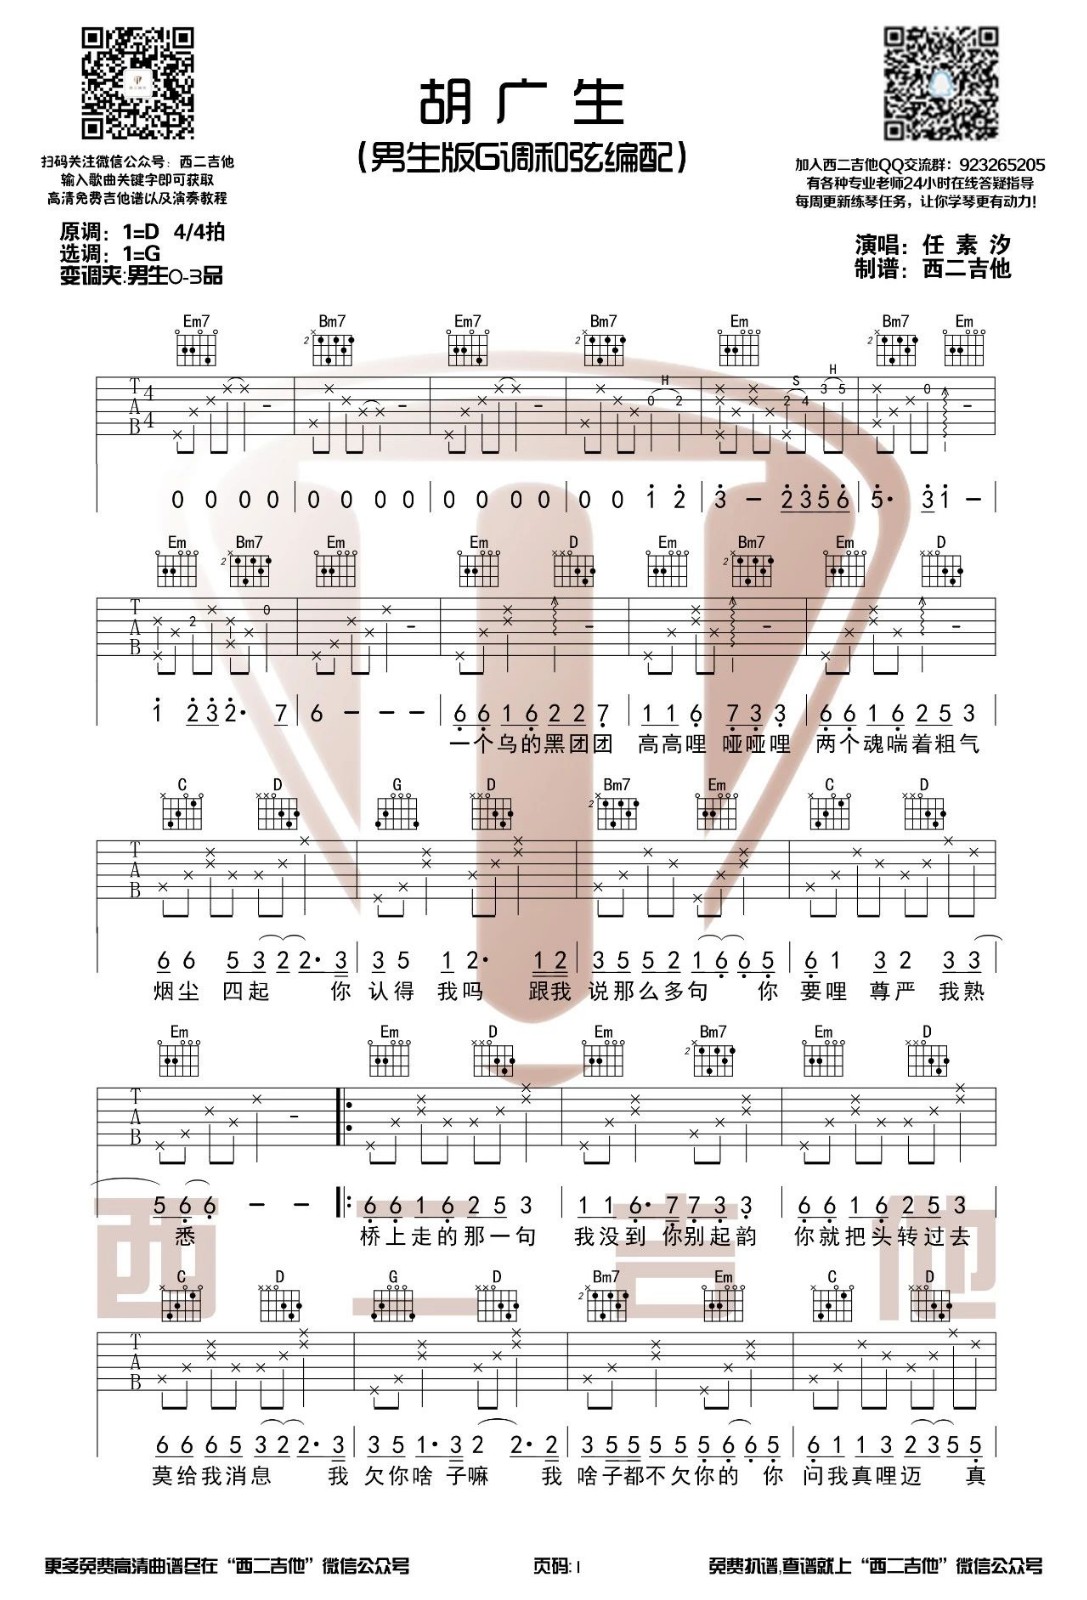 胡广生
(男生版G调和弦编配)
扫码关注微信公众号：西二吉他
输入歌曲关键字即可获取
高清免费吉他谱以及演奏教程
加入西二吉他QQ交流群：923265205
有各种专业老师24小时在线答疑指导
每周更新练琴任务，让你学琴更有动力！
原调：1=D 4/4拍
选调：1=G
变调夹:男生0-3品
演唱：任素汐
制谱：西二吉他
Em7 Bm7 Em7 Bm7 Em Bm7 Em
H S H
T A B 4 4 0 2 2 4 3 5 0
0 0 0 0 0 0 0 0 0 0 0 0 0 0 1 2 3 - 2 3 5 6 5· 3 1 -
Em Bm7 Em Em D Em Bm7 Em D
T A B 2 0
1 2 3 2· 7 6 - - - 6 6 1 6 2 2 7 1 1 6 7 3 3 6 6 1 6 2 5 3
一个乌的黑团团 高高哩 哑哑哩 两个魂喘着粗气
C D G D Bm7 Em C D
T A B
6 6 5 3 2 2· 3 3 5 1 2· 1 2 3 5 5 2 1 6 6 5 6 1 3 2 3 3
烟尘 四起 你 认得 我吗 跟我 说那么多句 你 要哩 尊严 我熟
Em Em D Em Bm7 Em D
T A B
5 6 6 - - 6 6 1 6 2 5 3 1 1 6· 7 7 3 3 6 6 1 6 2 5 3
悉 桥上走的那一句 我没到 你别起韵 你就把头转过去
西二吉他
C D G D Bm7 Em C D
T A B
6 6 6 5 3 2 2· 3 3 5 1· 3 2 2· 2 3 5 5 5 5 5 6 6 5 6 1 1 3 2 3 5 5
莫给我消息 我 欠你啥 子嘛 我 啥子都不欠你的 你 问我真哩迈 真
更多免费高清曲谱尽在“西二吉他”微信公众号
页码:1
免费扒谱,查谱就上“西二吉他”微信公众号